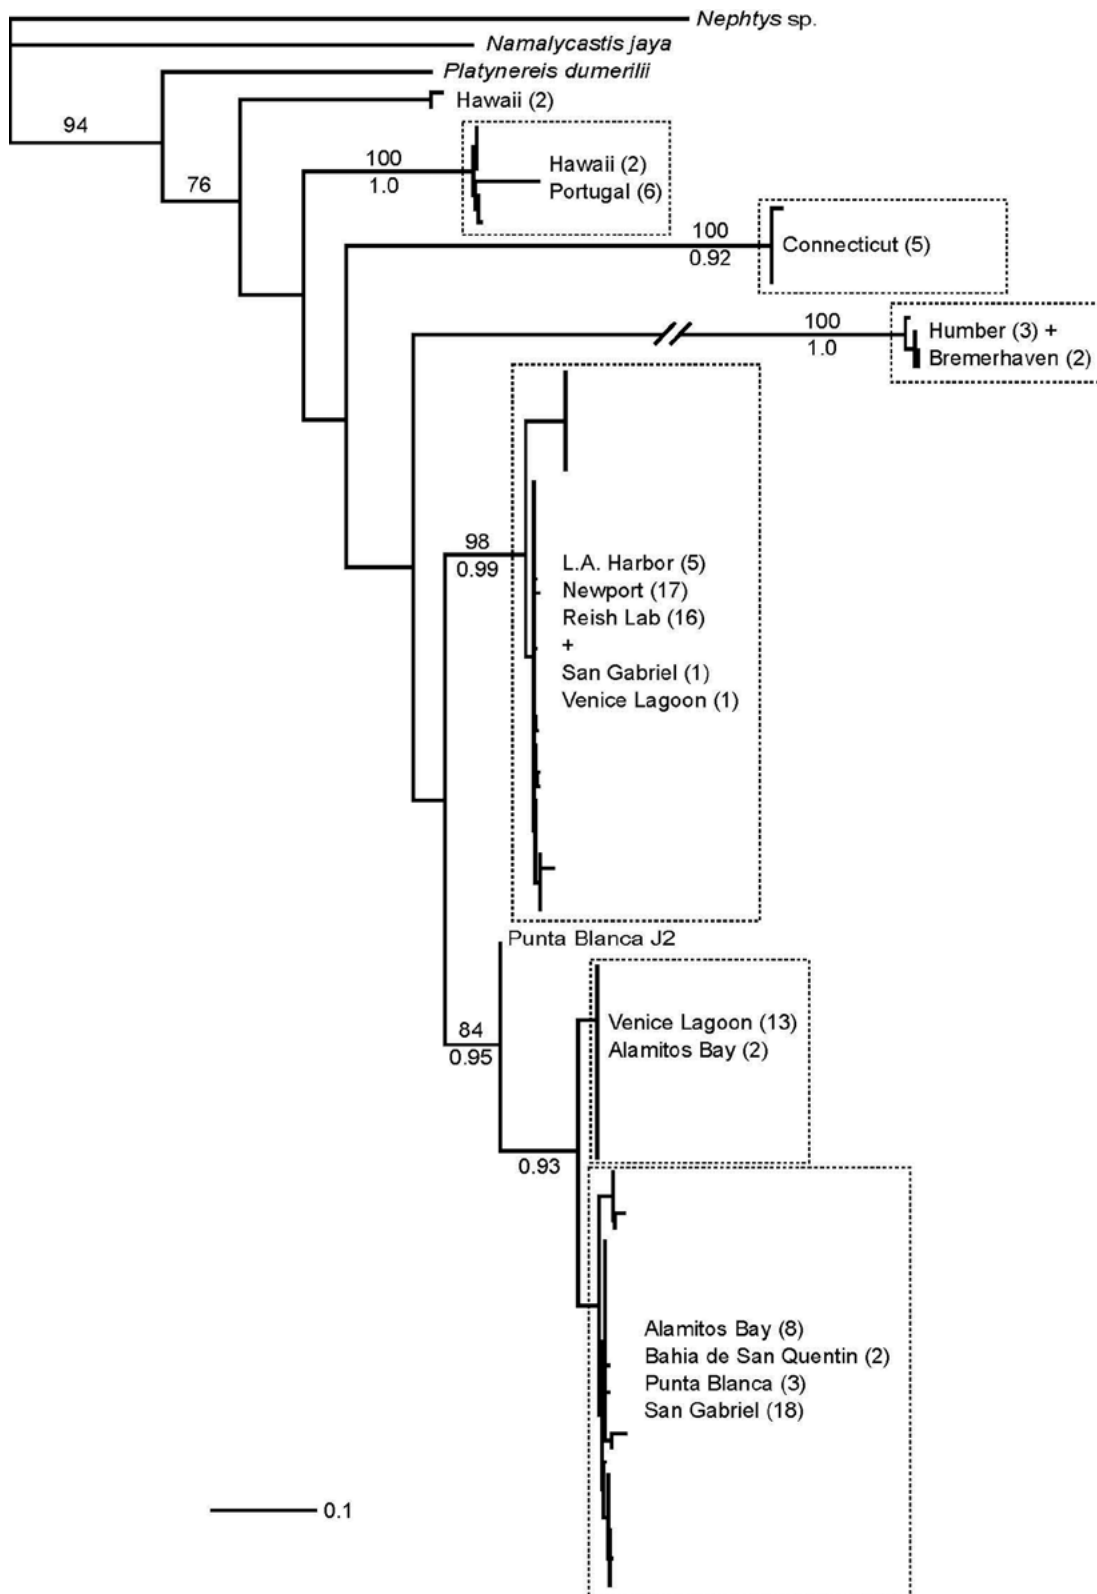 Nephtys sp.
Namalycastis jaya
Platynereis dumerilii
Hawaii (2)
94
100
Hawaii (2)
76
1.0
Portugal (6)
100
Connecticut (5)
0.92
100
Humber (3) +
1.0
Bremerhaven (2)
98
L.A. Harbor (5)
0.99
Newport (17)
Reish Lab (16)
+
San Gabriel (1)
Venice Lagoon (1)
Punta Blanca J2
84
Venice Lagoon (13)
0.95
Alamitos Bay (2)
0.93
Alamitos Bay (8)
Bahia de San Quentin (2)
Punta Blanca (3)
San Gabriel (18)
0.1